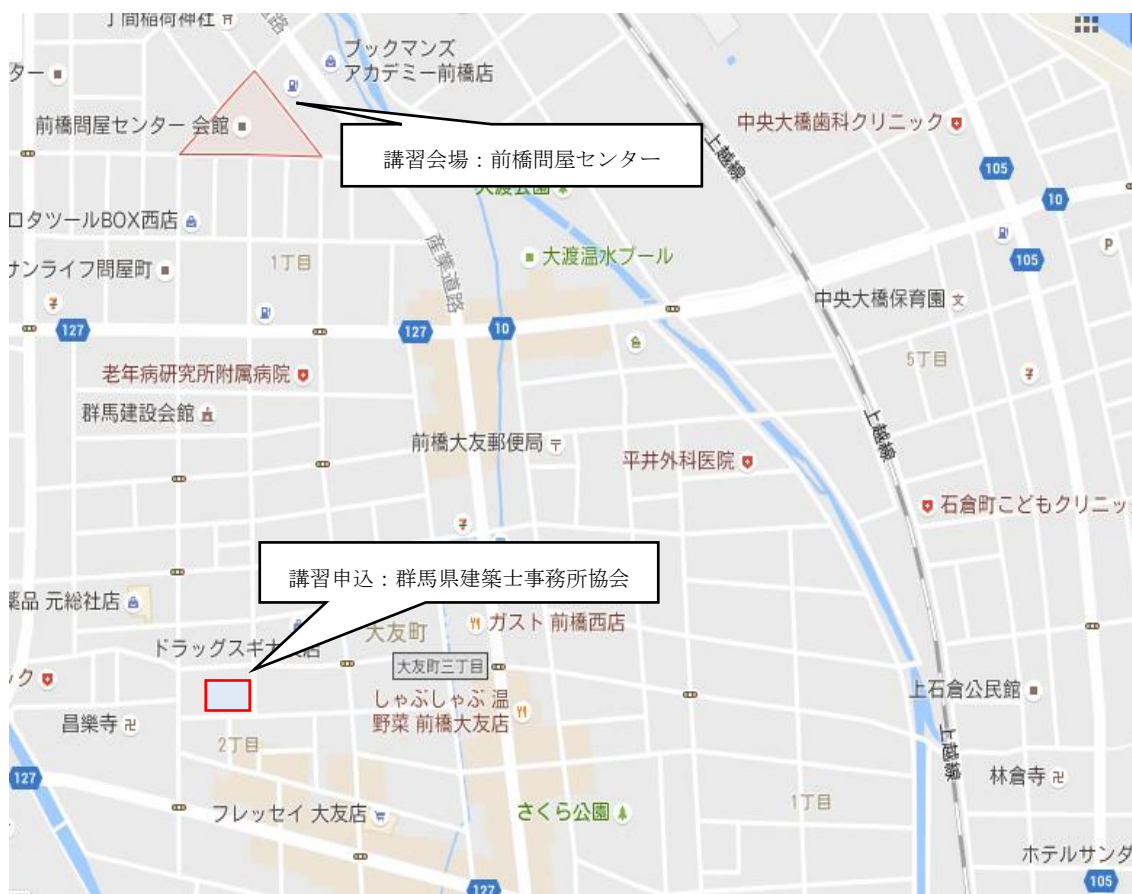 丁間稲荷神社
道路
ブックマンズ
アカデミー前橋店
ター
前橋問屋センター 会館
講習会場：前橋問屋センター
中央大橋歯科クリニック
上越線
105
10
大渡公園
ロタツールBOX西店
産業道路
大渡温水プール
サンライフ問屋町
1丁目
P
105
中央大橋保育園
127
127
10
5丁目
老年病研究所附属病院
群馬建設会館
上越線
前橋大友郵便局
平井外科医院
石倉町こどもクリニッ
講習申込：群馬県建築士事務所協会
薬品 元総社店
大友町
ガスト 前橋西店
ドラッグスギ大友店
大友町三丁目
ク
しゃぶしゃぶ 温
野菜 前橋大友店
上石倉公民館
昌樂寺
2丁目
上越線
127
林倉寺
フレッセイ 大友店
さくら公園
1丁目
ホテルサンダ
127
105